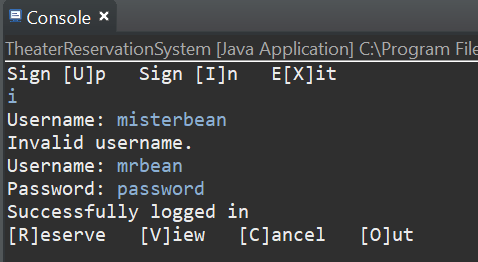 Console
TheaterReservationSystem [Java Application] C:\Program File
Sign [U]p   Sign [I]n   E[X]it
i
Username: misterbean
Invalid username.
Username: mrbean
Password: password
Successfully logged in
[R]eserve   [V]iew   [C]ancel   [O]ut